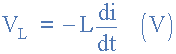 V_L = −L di/dt (V)